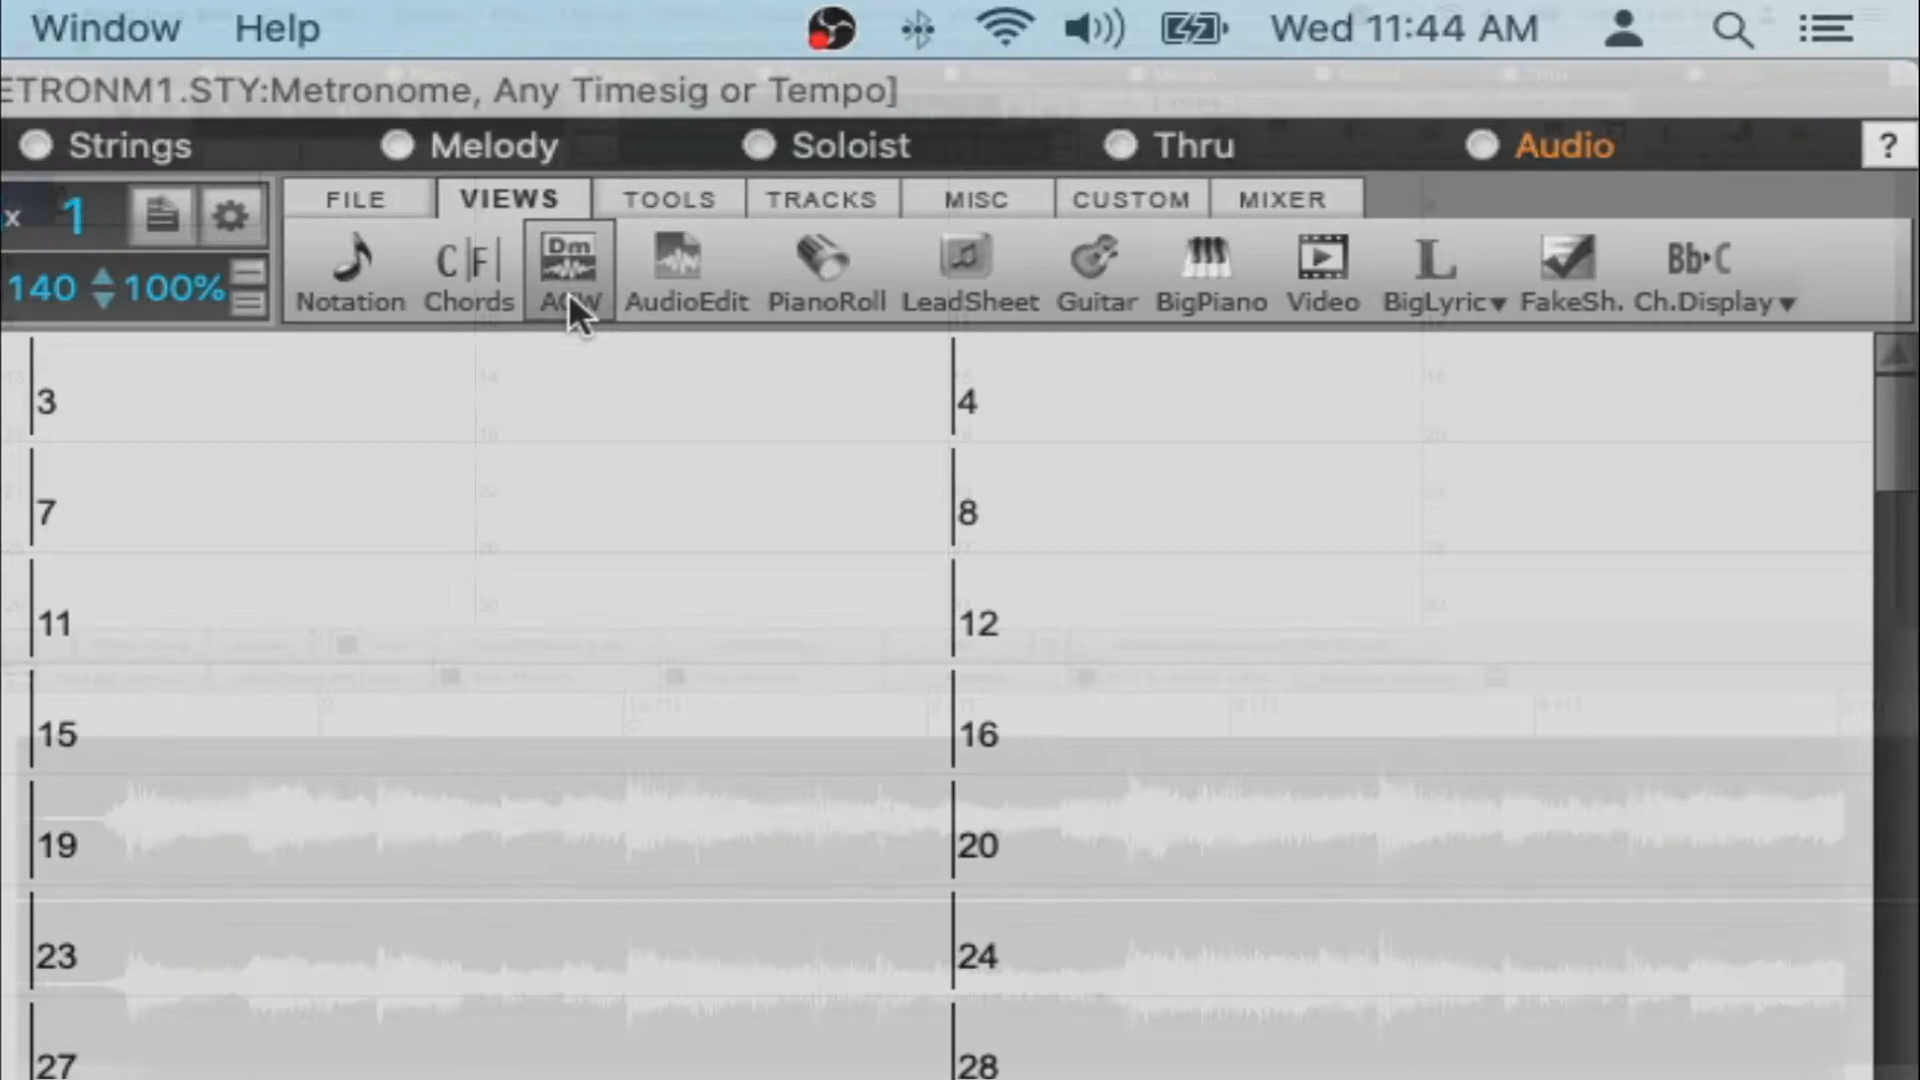 Window Help Wed 11:44 AM
ETRONM1.STY:Metronome, Any Timesig or Tempo]
Strings Melody Soloist Thru Audio ?
x 1 FILE VIEWS TOOLS TRACKS MISC CUSTOM MIXER
Dm C|F| L Bb▸C
140 100% Notation Chords ACW AudioEdit PianoRoll LeadSheet Guitar BigPiano Video BigLyric▼ FakeSh. Ch.Display▼
3 4
7 8
11 12
15 16
19 20
23 24
27 28